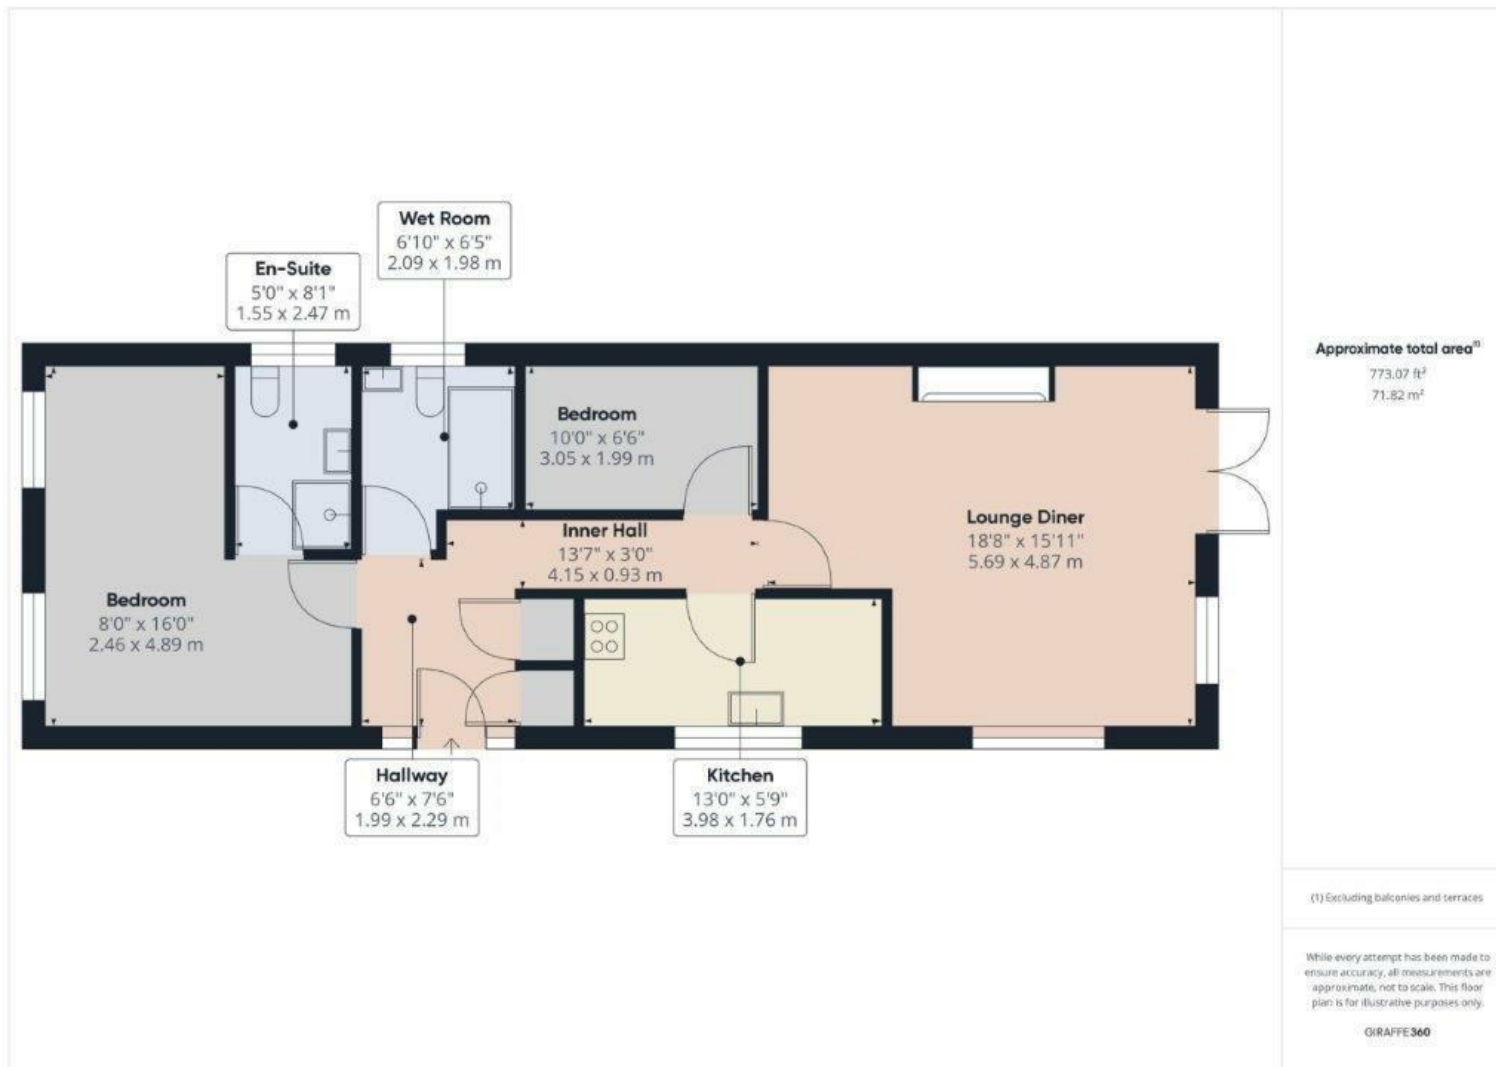 Wet Room
6'10" x 6'5"
2.09 x 1.98 m
En-Suite
5'0" x 8'1"
1.55 x 2.47 m
Bedroom
10'0" x 6'6"
3.05 x 1.99 m
Inner Hall
13'7" x 3'0"
4.15 x 0.93 m
Lounge Diner
18'8" x 15'11"
5.69 x 4.87 m
Bedroom
8'0" x 16'0"
2.46 x 4.89 m
Hallway
6'6" x 7'6"
1.99 x 2.29 m
Kitchen
13'0" x 5'9"
3.98 x 1.76 m
Approximate total area⁽¹⁾
773.07 ft²
71.82 m²
(1) Excluding balconies and terraces
While every attempt has been made to
ensure accuracy, all measurements are
approximate, not to scale. This floor
plan is for illustrative purposes only.
GIRAFFE360